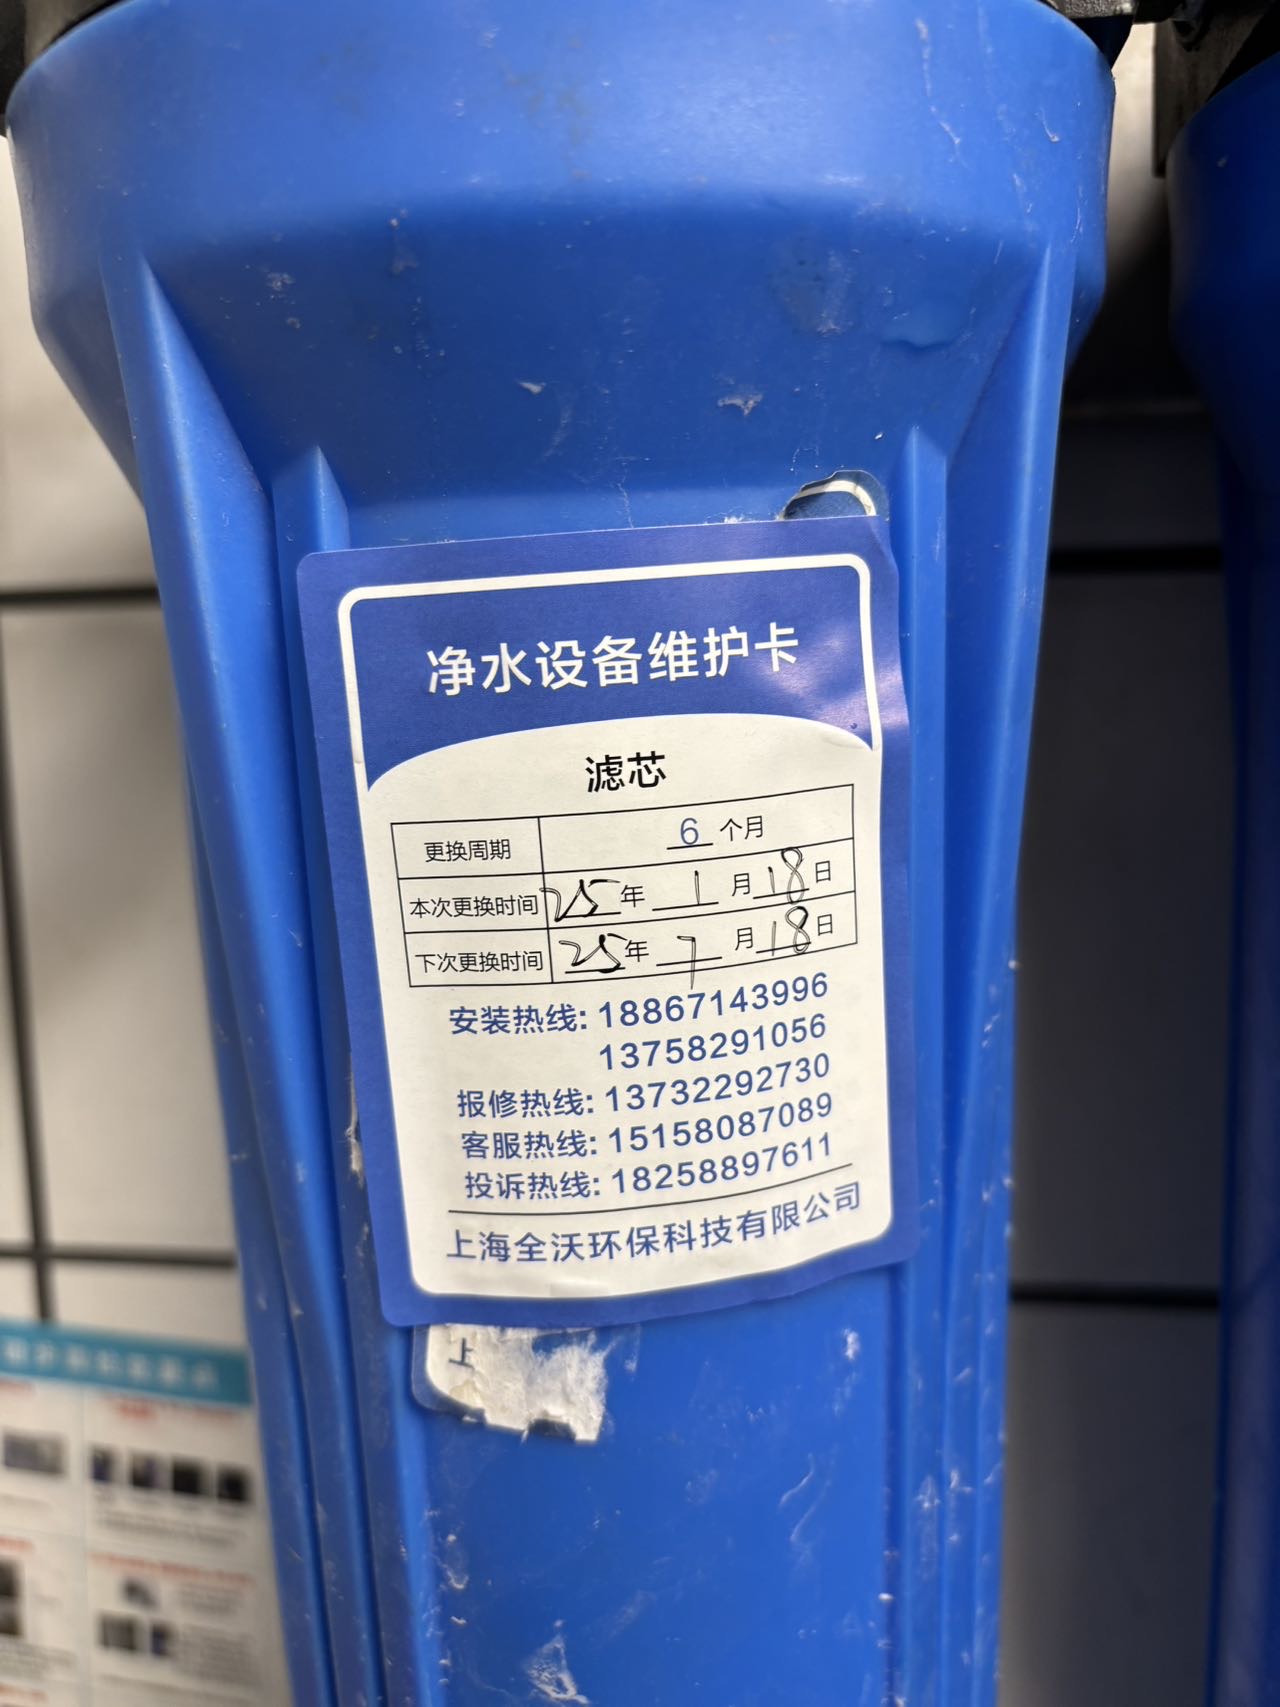 净水设备维护卡
滤芯
更换周期 6 个月
本次更换时间 25 年 1 月 18 日
下次更换时间 25 年 7 月 18 日
安装热线: 18867143996
13758291056
报修热线: 13732292730
客服热线: 15158087089
投诉热线: 18258897611
上海全沃环保科技有限公司
上